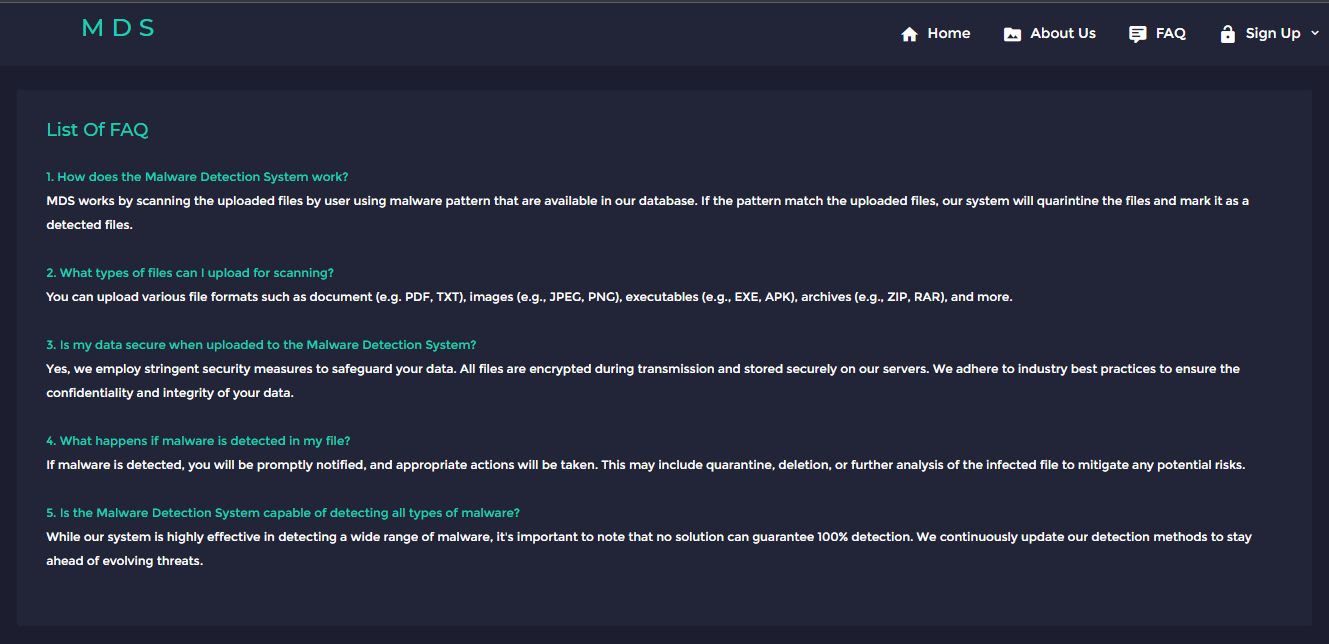 M D S
Home
About Us
FAQ
Sign Up
List Of FAQ
1. How does the Malware Detection System work?
MDS works by scanning the uploaded files by user using malware pattern that are available in our database. If the pattern match the uploaded files, our system will quarintine the files and mark it as a
detected files.
2. What types of files can I upload for scanning?
You can upload various file formats such as document (e.g. PDF, TXT), images (e.g., JPEG, PNG), executables (e.g., EXE, APK), archives (e.g., ZIP, RAR), and more.
3. Is my data secure when uploaded to the Malware Detection System?
Yes, we employ stringent security measures to safeguard your data. All files are encrypted during transmission and stored securely on our servers. We adhere to industry best practices to ensure the
confidentiality and integrity of your data.
4. What happens if malware is detected in my file?
If malware is detected, you will be promptly notified, and appropriate actions will be taken. This may include quarantine, deletion, or further analysis of the infected file to mitigate any potential risks.
5. Is the Malware Detection System capable of detecting all types of malware?
While our system is highly effective in detecting a wide range of malware, it's important to note that no solution can guarantee 100% detection. We continuously update our detection methods to stay
ahead of evolving threats.